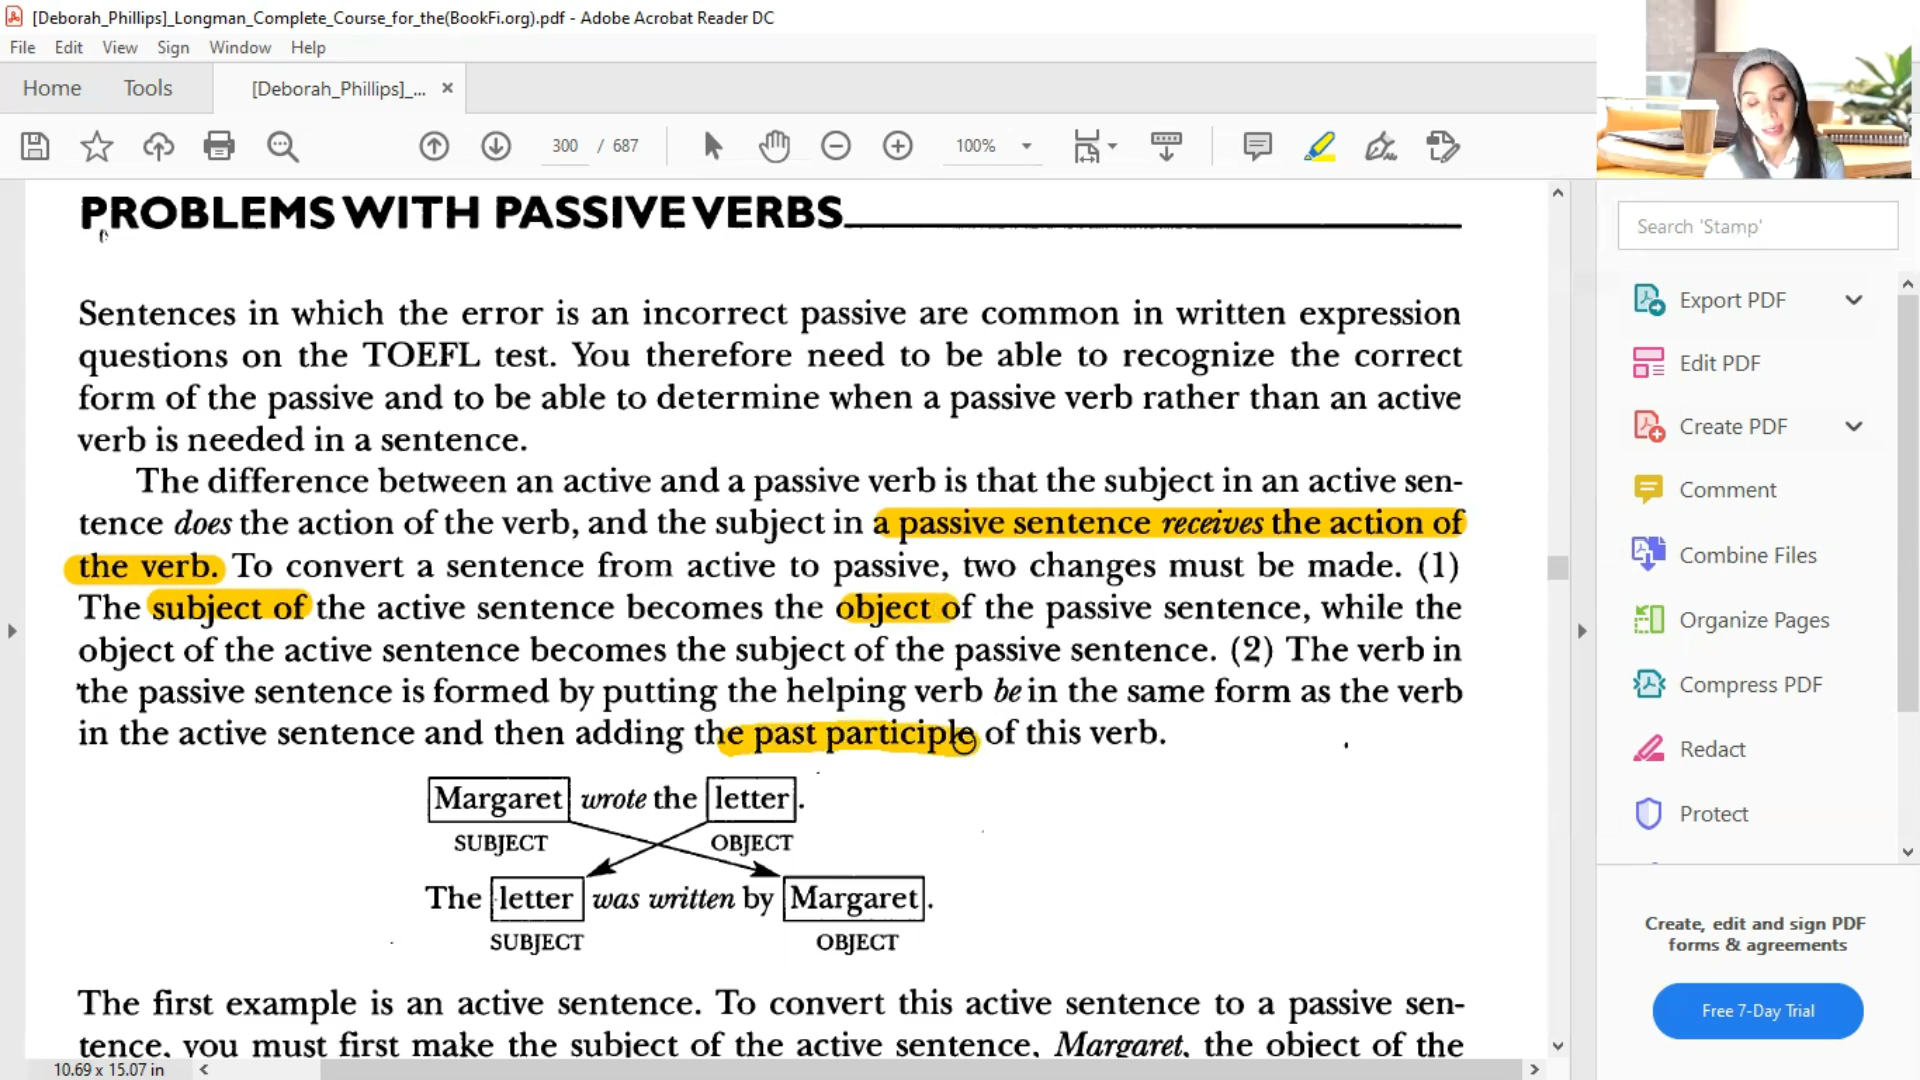 [Deborah_Phillips]_Longman_Complete_Course_for_the(BookFi.org).pdf - Adobe Acrobat Reader DC
File Edit View Sign Window Help
Home Tools [Deborah_Phillips]_... ×
300 / 687 100%
PROBLEMS WITH PASSIVE VERBS
Sentences in which the error is an incorrect passive are common in written expression
questions on the TOEFL test. You therefore need to be able to recognize the correct
form of the passive and to be able to determine when a passive verb rather than an active
verb is needed in a sentence.
The difference between an active and a passive verb is that the subject in an active sen-
tence does the action of the verb, and the subject in a passive sentence receives the action of
the verb. To convert a sentence from active to passive, two changes must be made. (1)
The subject of the active sentence becomes the object of the passive sentence, while the
object of the active sentence becomes the subject of the passive sentence. (2) The verb in
the passive sentence is formed by putting the helping verb be in the same form as the verb
in the active sentence and then adding the past participle of this verb.
Margaret wrote the letter.
SUBJECT OBJECT
The letter was written by Margaret.
SUBJECT OBJECT
The first example is an active sentence. To convert this active sentence to a passive sen-
tence, you must first make the subject of the active sentence, Margaret, the object of the
10.69 x 15.07 in
Search 'Stamp'
Export PDF
Edit PDF
Create PDF
Comment
Combine Files
Organize Pages
Compress PDF
Redact
Protect
Create, edit and sign PDF
forms & agreements
Free 7-Day Trial